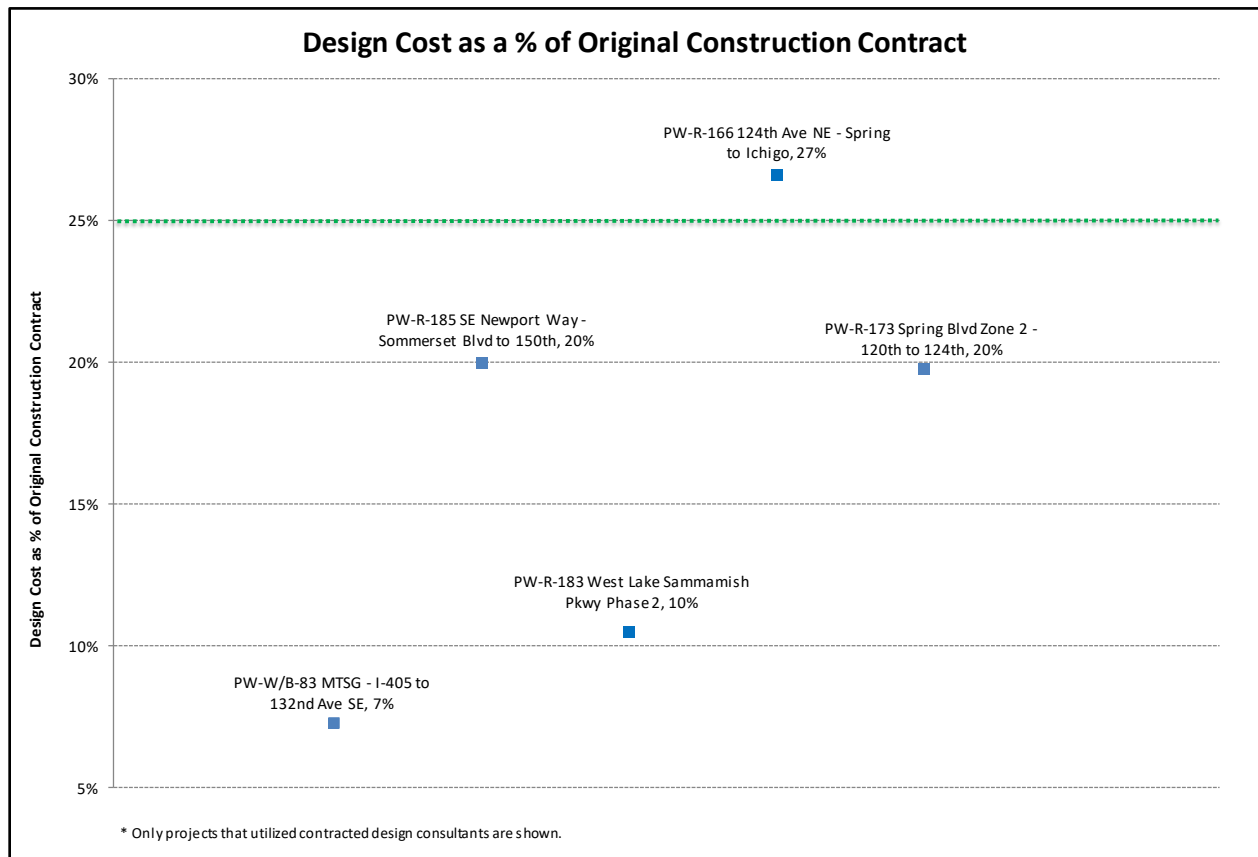 Design Cost as a % of Original Construction Contract
30%
PW-R-166 124th Ave NE - Spring
to Ichigo, 27%
25%
PW-R-185 SE Newport Way -
Sommerset Blvd to 150th, 20%
PW-R-173 Spring Blvd Zone 2 -
120th to 124th, 20%
20%
Design Cost as % of Original Construction Contract
15%
PW-R-183 West Lake Sammamish
Pkwy Phase 2, 10%
10%
PW-W/B-83 MTSG - I-405 to
132nd Ave SE, 7%
5%
* Only projects that utilized contracted design consultants are shown.